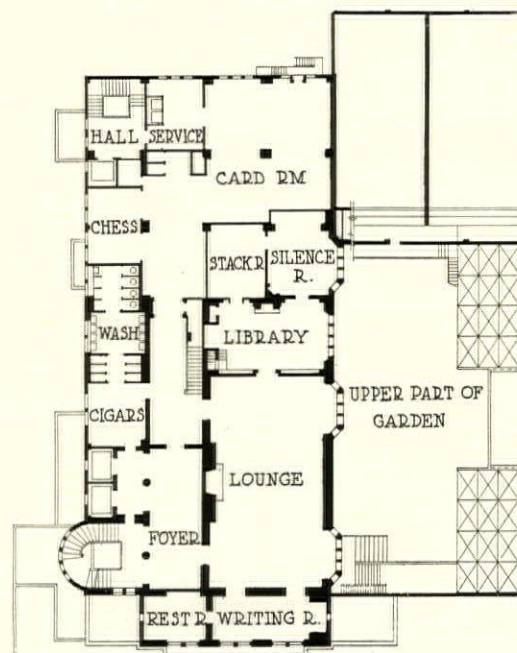 HALL
SERVICE
CARD RM
CHESS
STACK R
SILENCE
R.
WASH
LIBRARY
CIGARS
UPPER PART OF
GARDEN
LOUNGE
FOYER
REST R
WRITING R.